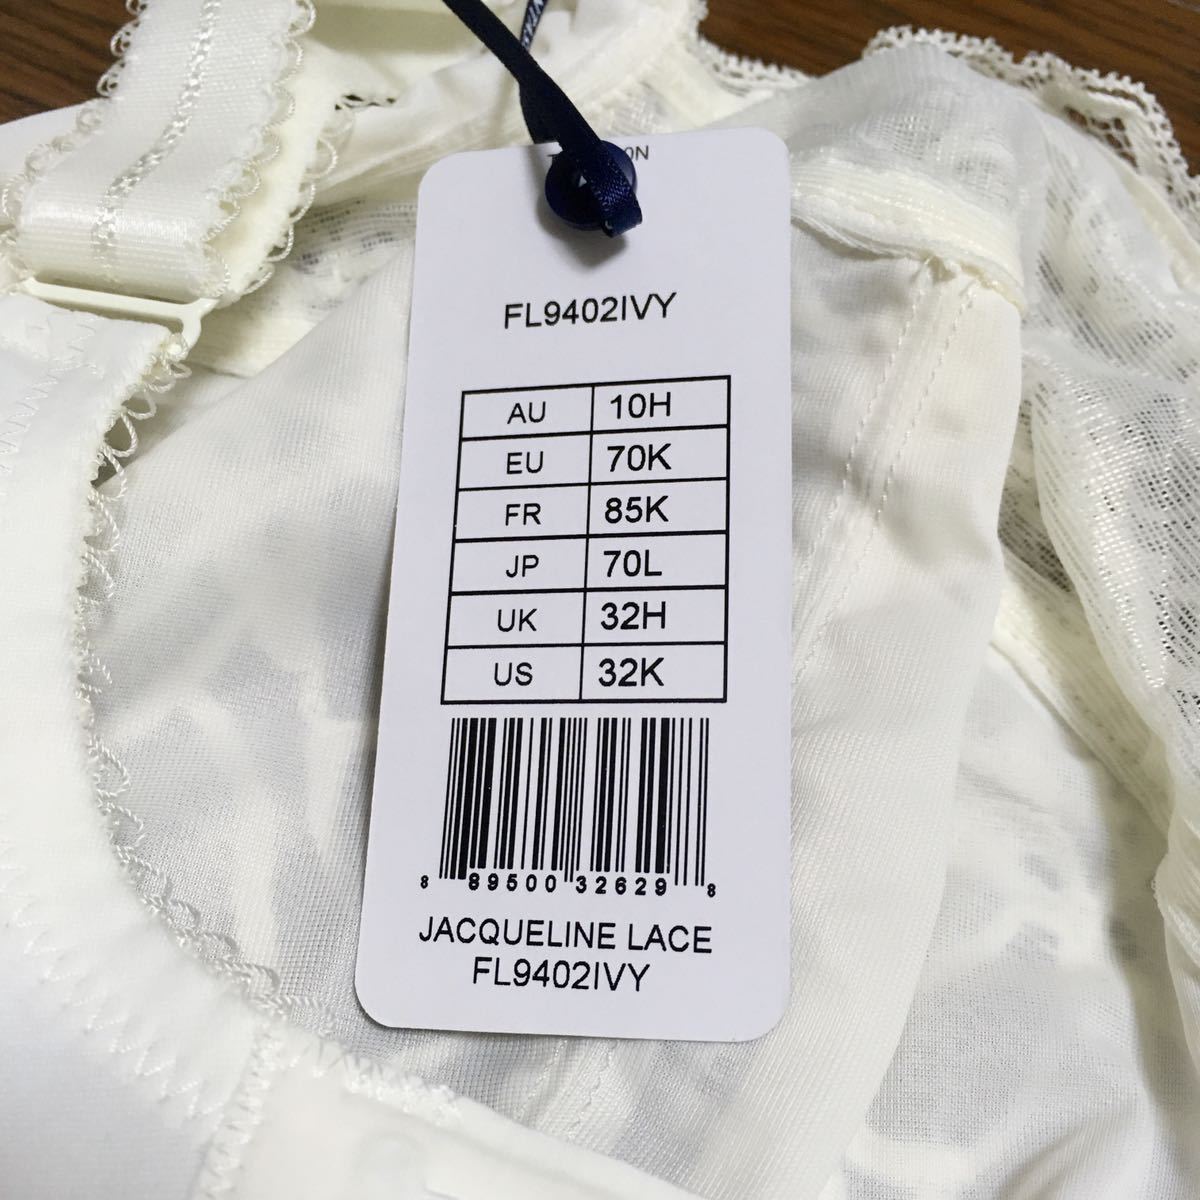 FL9402IVY
AU 10H
EU 70K
FR 85K
JP 70L
UK 32H
US 32K
8 89500 32629 8
JACQUELINE LACE
FL9402IVY